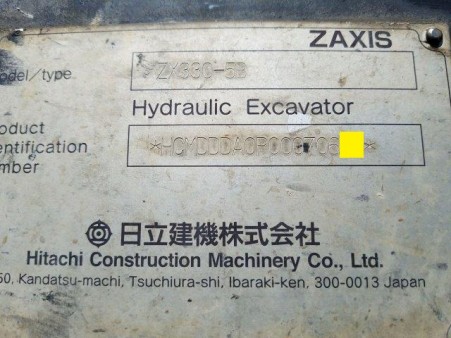 ZAXIS
odel/type
*ZX330-5B
Hydraulic Excavator
roduct
entification
umber
日立建機株式会社
Hitachi Construction Machinery Co., Ltd.
50, Kandatsu-machi, Tsuchiura-shi, Ibaraki-ken, 300-0013 Japan